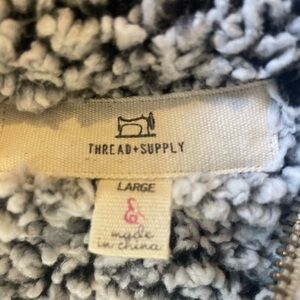 THREAD+SUPPLY
LARGE
made
in china